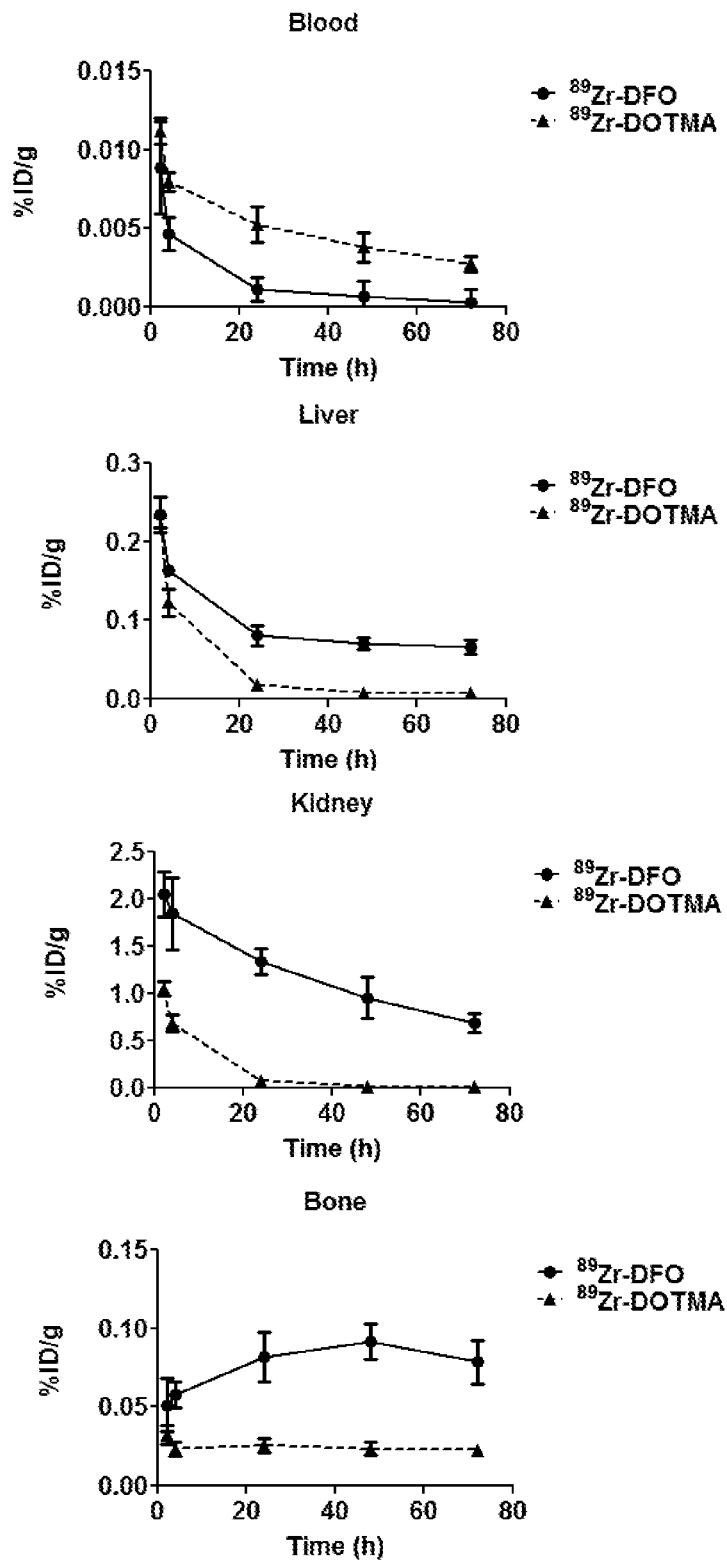 Blood
0.015
0.010
0.005
0.000
%ID/g
0 20 40 60 80
Time (h)
⁸⁹Zr-DFO
⁸⁹Zr-DOTMA
Liver
0.3
0.2
0.1
0.0
%ID/g
0 20 40 60 80
Time (h)
⁸⁹Zr-DFO
⁸⁹Zr-DOTMA
Kidney
2.5
2.0
1.5
1.0
0.5
0.0
%ID/g
0 20 40 60 80
Time (h)
⁸⁹Zr-DFO
⁸⁹Zr-DOTMA
Bone
0.15
0.10
0.05
0.00
%ID/g
0 20 40 60 80
Time (h)
⁸⁹Zr-DFO
⁸⁹Zr-DOTMA